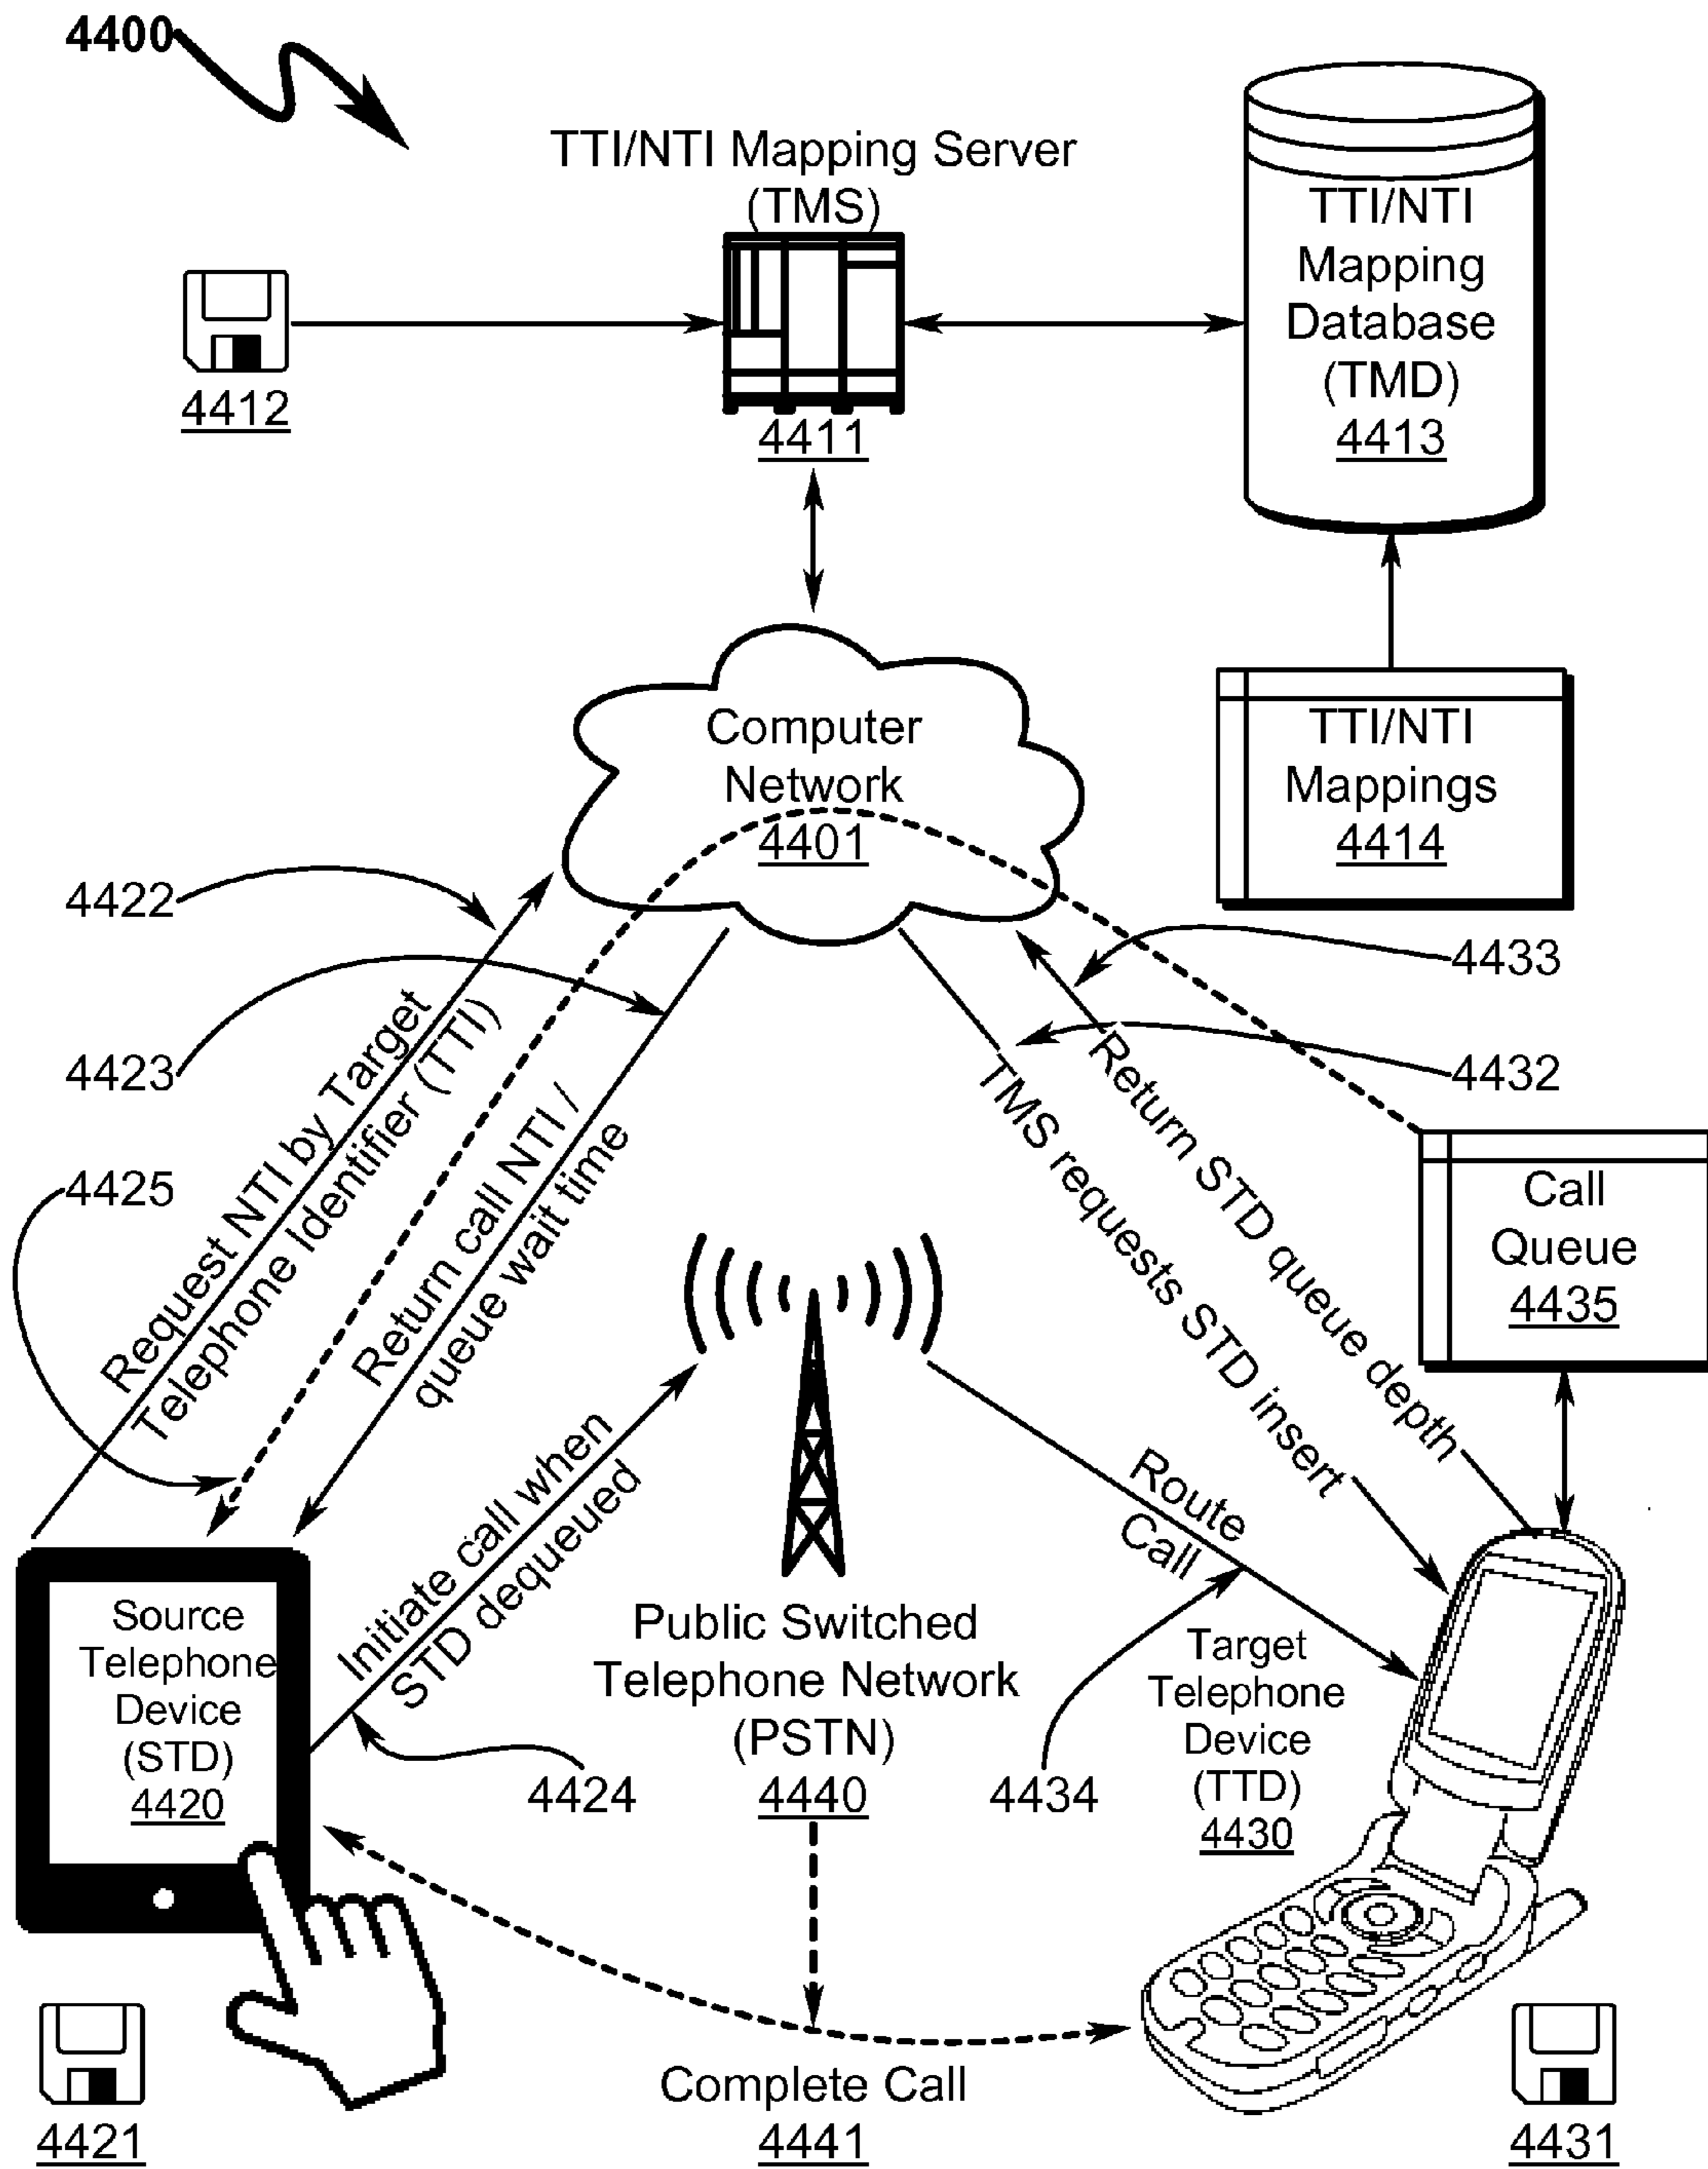 4400
TTI/NTI Mapping Server
(TMS)
4411
4412
TTI/NTI
Mapping
Database
(TMD)
4413
Computer
Network
4401
TTI/NTI
Mappings
4414
4422
4423
4425
4433
4432
Request NTI by Target
Telephone Identifier (TTI)
Return call NTI /
queue wait time
TMS requests STD insert
Return STD queue depth
Call
Queue
4435
Initiate call when
STD dequeued
Route
Call
Source
Telephone
Device
(STD)
4420
Public Switched
Telephone Network
(PSTN)
4440
4424
4434
Target
Telephone
Device
(TTD)
4430
Complete Call
4441
4421
4431